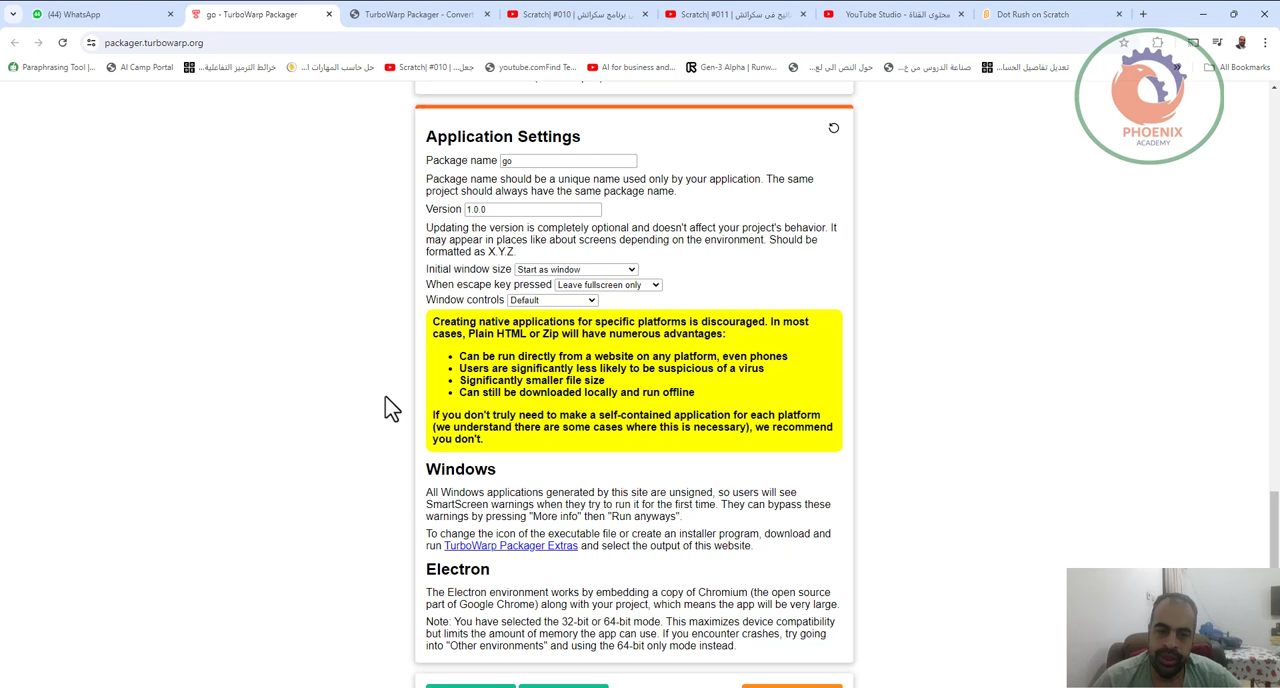 (44) WhatsApp
go - TurboWarp Packager
TurboWarp Packager - Convert
Scratch| #010 | برنامج سكراتش
Scratch| #011 |
YouTube Studio - محتوى القناة
Dot Rush on Scratch
packager.turbowarp.org
Paraphrasing Tool |...
AI Camp Portal
خرائط الترميز التفاعلية...
حل حاسب المهارات ا...
Scratch
youtube.comFind Te...
AI for business and...
Gen-3 Alpha | Runw...
حول النص الى لغ...
صناعة الدروس من خ...
تعديل تفاصيل الحسا...
All Bookmarks
PHOENIX
ACADEMY
Application Settings
Package name go
Package name should be a unique name used only by your application. The same
project should always have the same package name.
Version 1.0.0
Updating the version is completely optional and doesn't affect your project's behavior. It
may appear in places like about screens depending on the environment. Should be
formatted as X.Y.Z.
Initial window size Start as window
When escape key pressed Leave fullscreen only
Window controls Default
Creating native applications for specific platforms is discouraged. In most
cases, Plain HTML or Zip will have numerous advantages:
• Can be run directly from a website on any platform, even phones
• Users are significantly less likely to be suspicious of a virus
• Significantly smaller file size
• Can still be downloaded locally and run offline
If you don't truly need to make a self-contained application for each platform
(we understand there are some cases where this is necessary), we recommend
you don't.
Windows
All Windows applications generated by this site are unsigned, so users will see
SmartScreen warnings when they try to run it for the first time. They can bypass these
warnings by pressing "More info" then "Run anyways".
To change the icon of the executable file or create an installer program, download and
run TurboWarp Packager Extras and select the output of this website.
Electron
The Electron environment works by embedding a copy of Chromium (the open source
part of Google Chrome) along with your project, which means the app will be very large.
Note: You have selected the 32-bit or 64-bit mode. This maximizes device compatibility
but limits the amount of memory the app can use. If you encounter crashes, try going
into "Other environments" and using the 64-bit only mode instead.